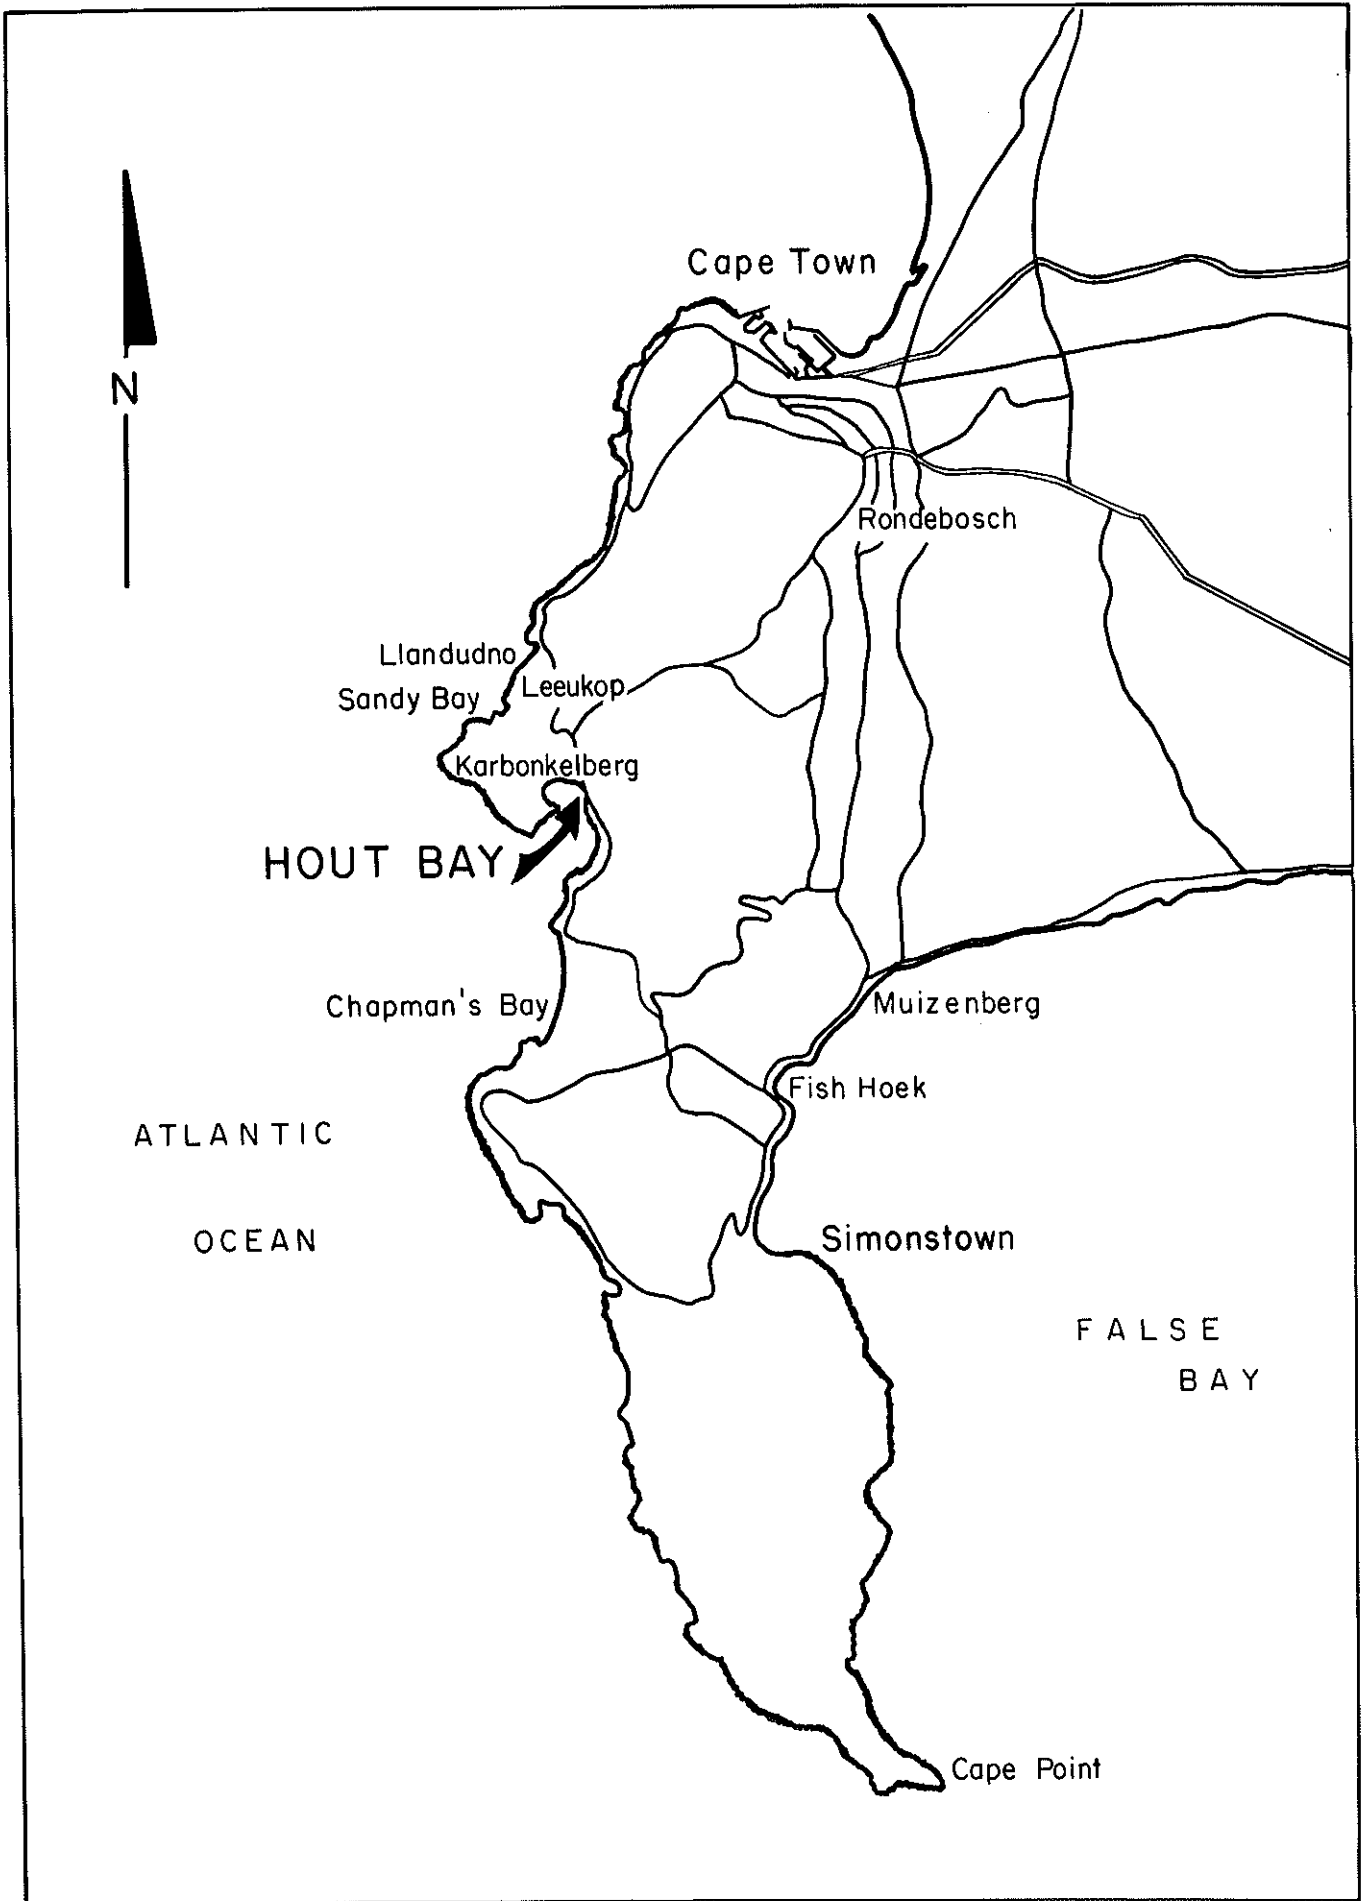 Cape Town
N
Rondebosch
Llandudno
Leeukop
Sandy Bay
Karbonkelberg
HOUT BAY
Chapman's Bay
Muizenberg
Fish Hoek
ATLANTIC
OCEAN
Simonstown
FALSE
BAY
Cape Point